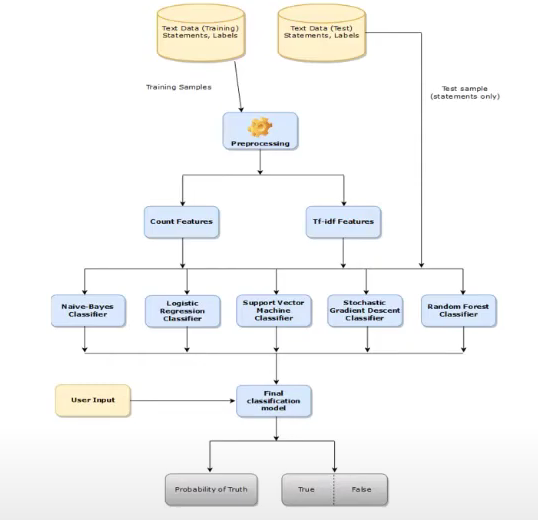 Text Data (Training)
Statements, Labels
Text Data (Test)
Statements, Labels
Training Samples
Test sample
(statements only)
Preprocessing
Count Features
Tf-idf Features
Naive-Bayes
Classifier
Logistic
Regression
Classifier
Support Vector
Machine
Classifier
Stochastic
Gradient Descent
Classifier
Random Forest
Classifier
User Input
Final
classification
model
Probability of Truth
True
False